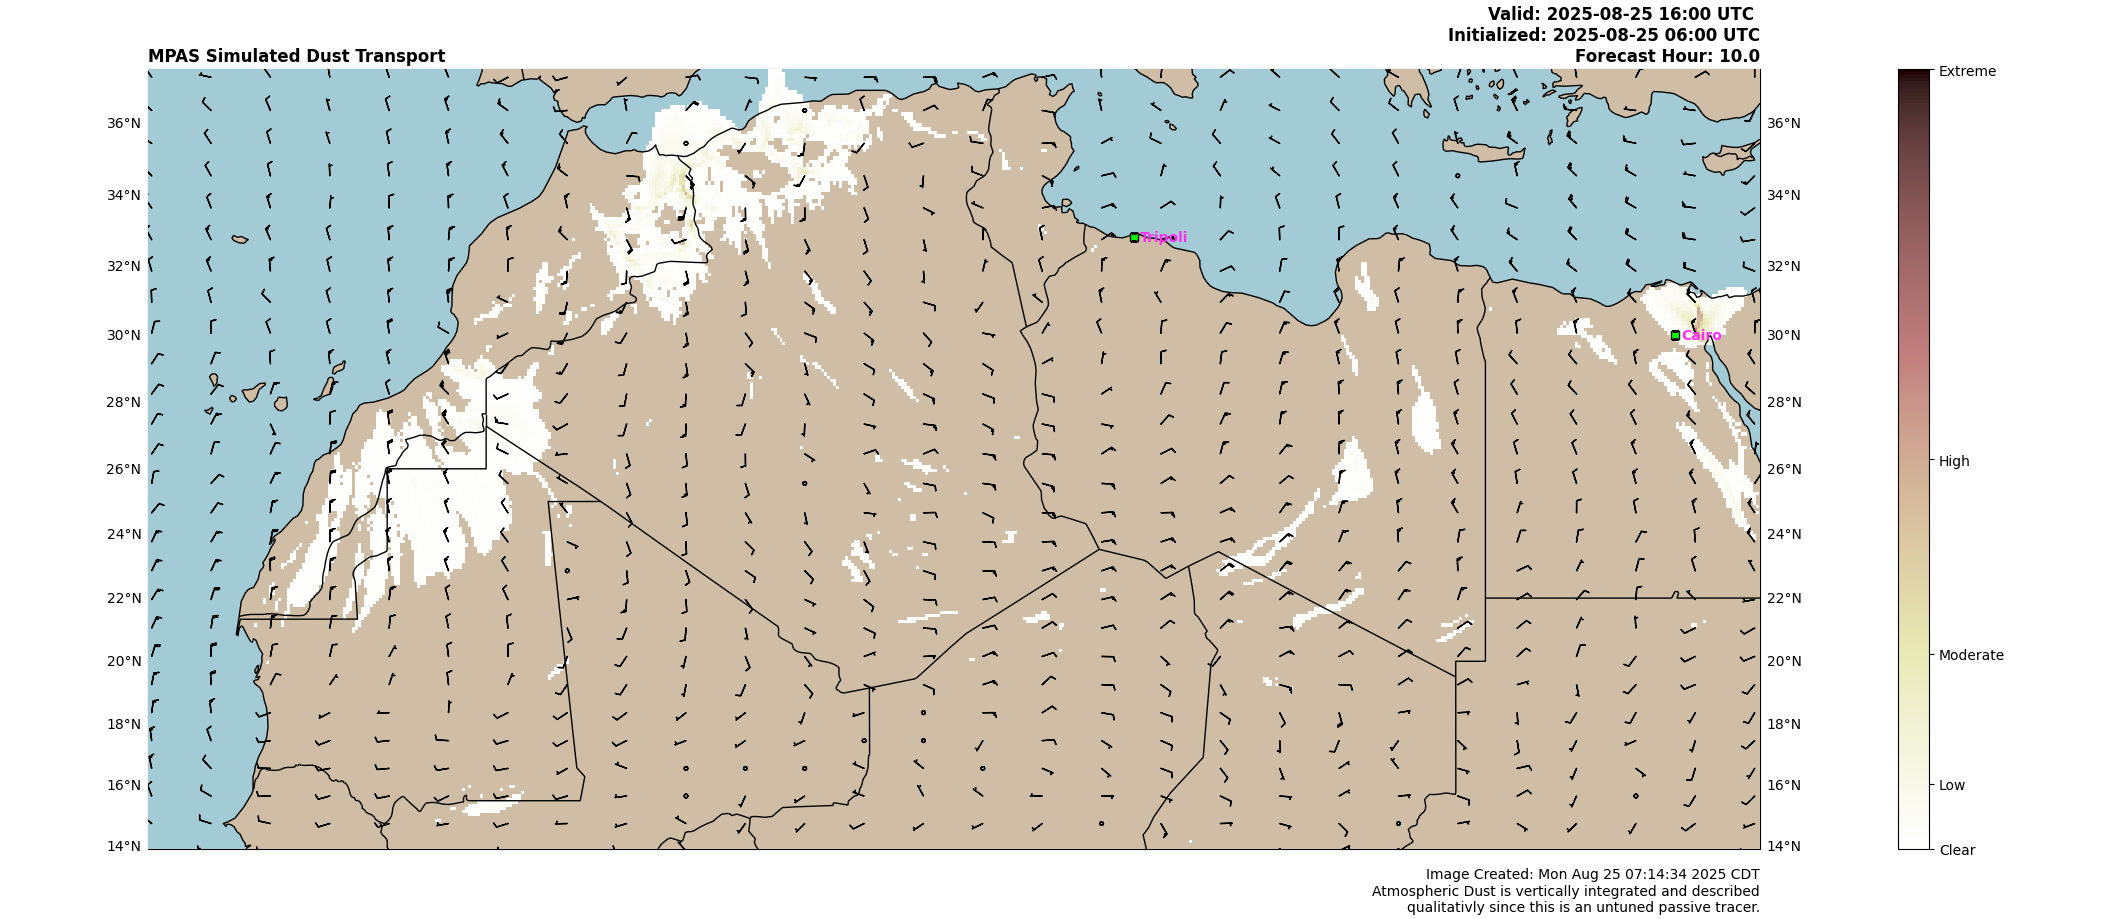 Valid: 2025-08-25 16:00 UTC
Initialized: 2025-08-25 06:00 UTC
MPAS Simulated Dust Transport
Forecast Hour: 10.0
Extreme
36°N
36°N
34°N
34°N
Tripoli
32°N
32°N
30°N
Cairo
30°N
28°N
28°N
26°N
26°N
High
24°N
24°N
22°N
22°N
20°N
20°N
Moderate
18°N
18°N
16°N
16°N
Low
14°N
14°N
Clear
Image Created: Mon Aug 25 07:14:34 2025 CDT
Atmospheric Dust is vertically integrated and described
qualitativly since this is an untuned passive tracer.